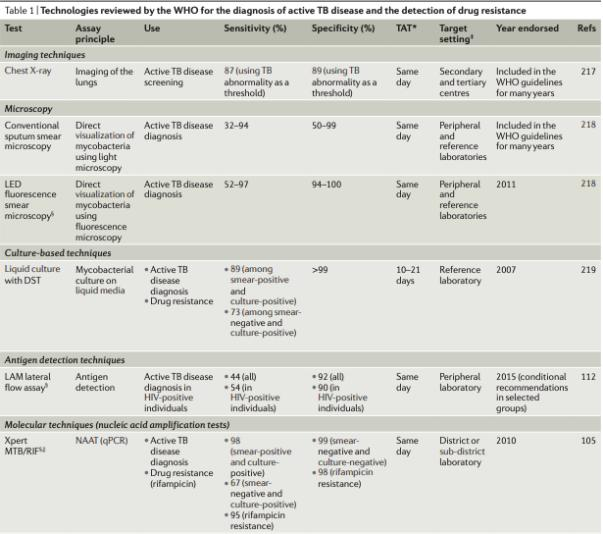 Table 1 | Technologies reviewed by the WHO for the diagnosis of active TB disease and the detection of drug resistance
Test Assay principle Use Sensitivity (%) Specificity (%) TAT* Target setting‡ Year endorsed Refs
Imaging techniques
Chest X-ray Imaging of the lungs Active TB disease screening 87 (using TB abnormality as a threshold) 89 (using TB abnormality as a threshold) Same day Secondary and tertiary centres Included in the WHO guidelines for many years 217
Microscopy
Conventional sputum smear microscopy Direct visualization of mycobacteria using light microscopy Active TB disease diagnosis 32–94 50–99 Same day Peripheral and reference laboratories Included in the WHO guidelines for many years 218
LED fluorescence smear microscopy§ Direct visualization of mycobacteria using fluorescence microscopy Active TB disease diagnosis 52–97 94–100 Same day Peripheral and reference laboratories 2011 218
Culture-based techniques
Liquid culture with DST Mycobacterial culture on liquid media • Active TB disease diagnosis • Drug resistance • 89 (among smear-positive and culture-positive) • 73 (among smear-negative and culture-positive) >99 10–21 days Reference laboratory 2007 219
Antigen detection techniques
LAM lateral flow assay§ Antigen detection Active TB disease diagnosis in HIV-positive individuals • 44 (all) • 54 (in HIV-positive individuals) • 92 (all) • 90 (in HIV-positive individuals) Same day Peripheral laboratory 2015 (conditional recommendations in selected groups) 112
Molecular techniques (nucleic acid amplification tests)
Xpert MTB/RIF NAAT (qPCR) • Active TB disease diagnosis • Drug resistance (rifampicin) • 98 (smear-positive and culture-positive) • 67 (smear-negative and culture-positive) • 95 (rifampicin resistance) • 99 (smear-negative and culture-negative) • 98 (rifampicin resistance) Same day District or sub-district laboratory 2010 105